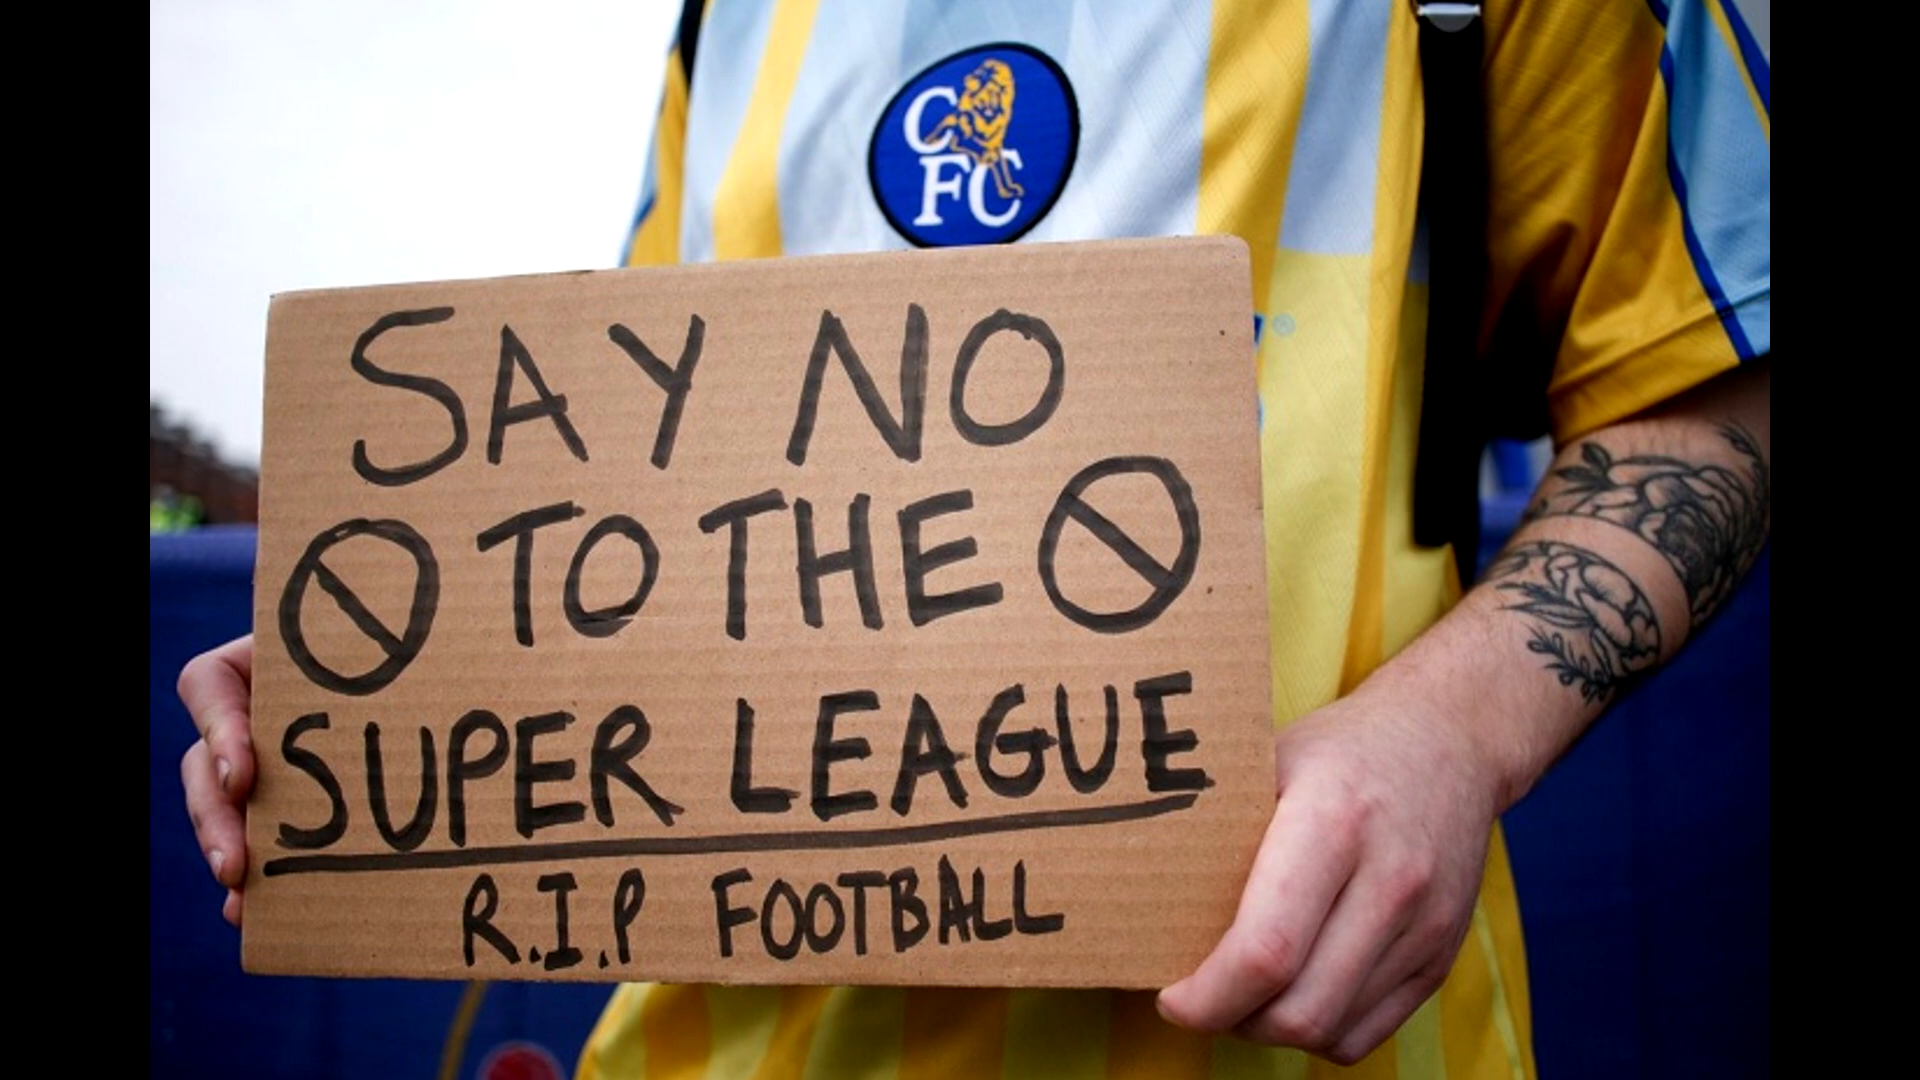 CFC
SAY NO
TO THE
SUPER LEAGUE
R.I.P FOOTBALL